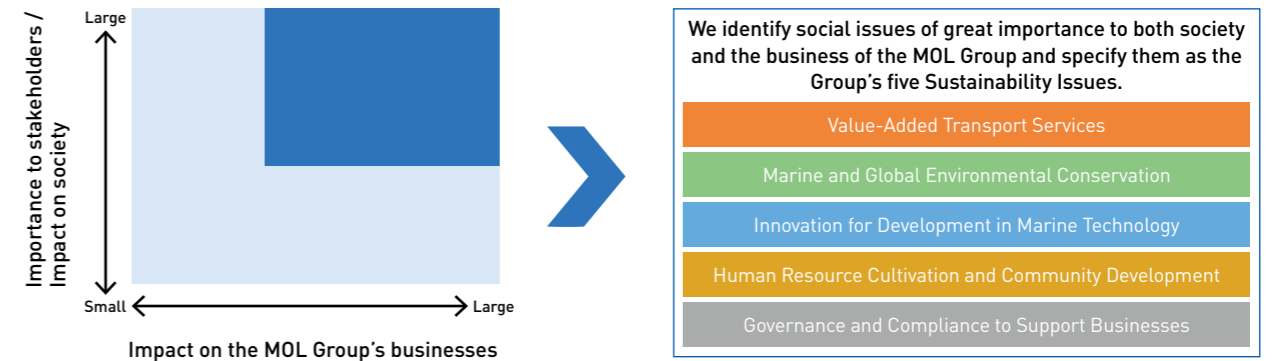 Importance to stakeholders /
Impact on society
Large
Small
Large
Impact on the MOL Group's businesses
We identify social issues of great importance to both society
and the business of the MOL Group and specify them as the
Group's five Sustainability Issues.
Value-Added Transport Services
Marine and Global Environmental Conservation
Innovation for Development in Marine Technology
Human Resource Cultivation and Community Development
Governance and Compliance to Support Businesses